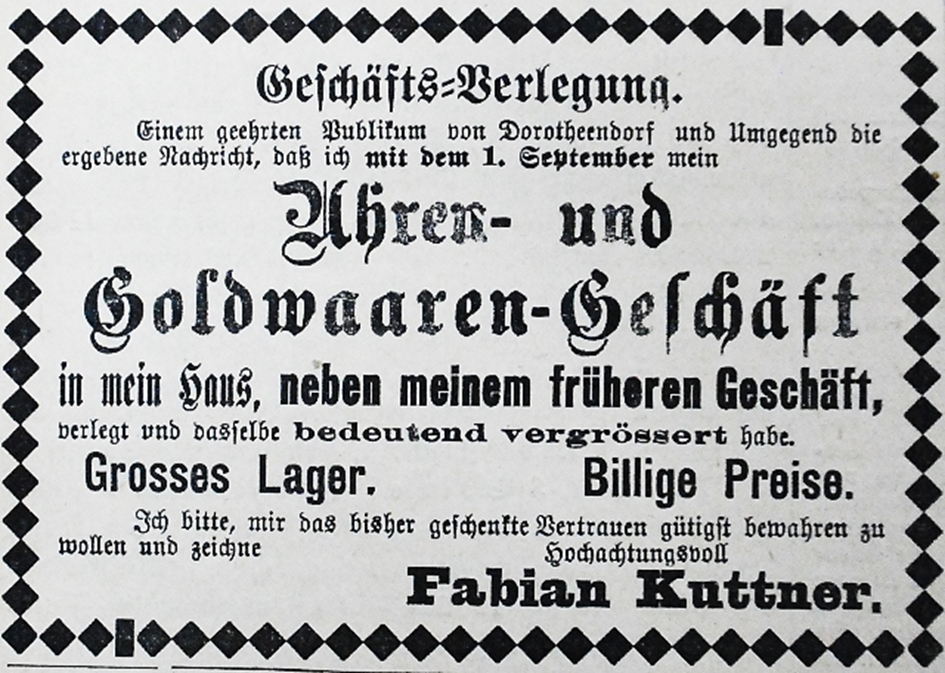 Geschäfts-Verlegung.
Einem geehrten Publikum von Dorotheendorf und Umgegend die
ergebene Nachricht, daß ich mit dem 1. September mein
Uhren- und
Goldwaaren-Geschäft
in mein Haus, neben meinem früheren Geschäft,
verlegt und dasselbe bedeutend vergrössert habe.
Grosses Lager. Billige Preise.
Ich bitte, mir das bisher geschenkte Vertrauen gütigst bewahren zu
wollen und zeichne Hochachtungsvoll
Fabian Kuttner.